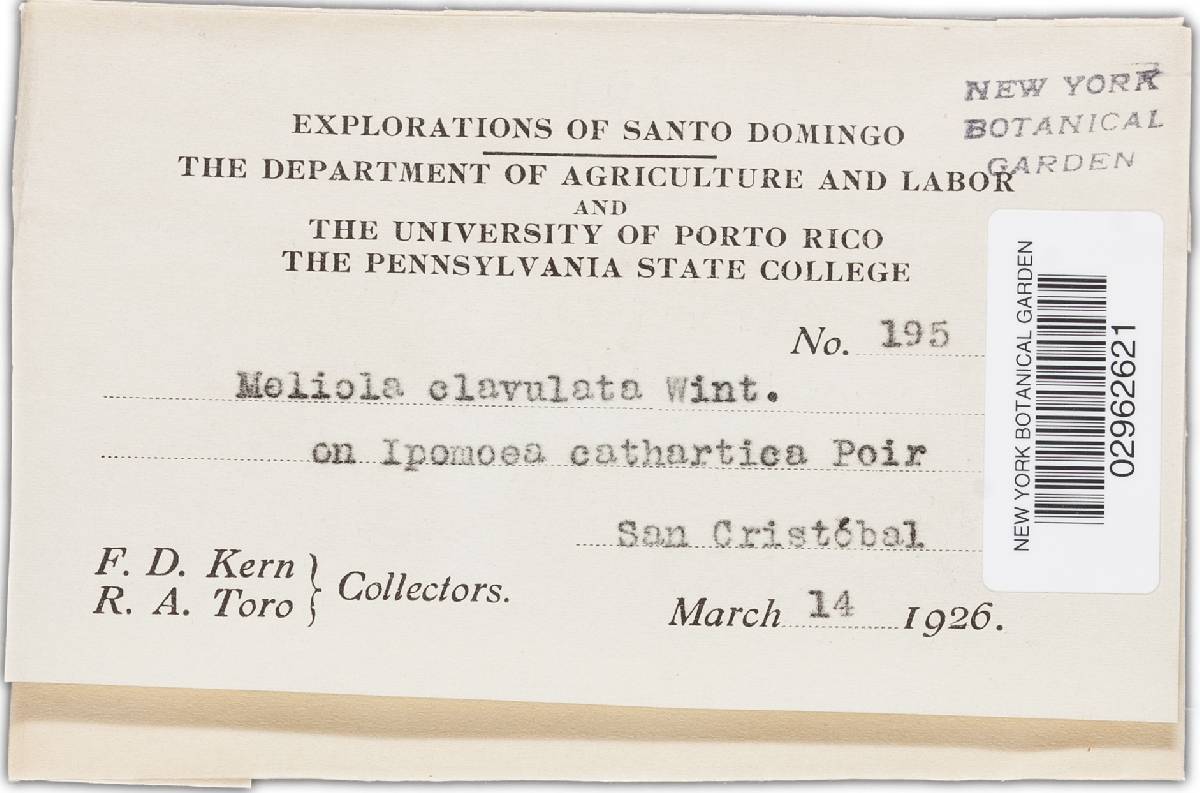 NEW YORK
BOTANICAL
GARDEN
EXPLORATIONS OF SANTO DOMINGO
THE DEPARTMENT OF AGRICULTURE AND LABOR
AND
THE UNIVERSITY OF PORTO RICO
THE PENNSYLVANIA STATE COLLEGE
No. 195
Meliola clavulata Wint.
on Ipomoea cathartica Poir
San Cristóbal
F. D. Kern
R. A. Toro } Collectors.
March 14 1926.
NEW YORK BOTANICAL GARDEN
02962621